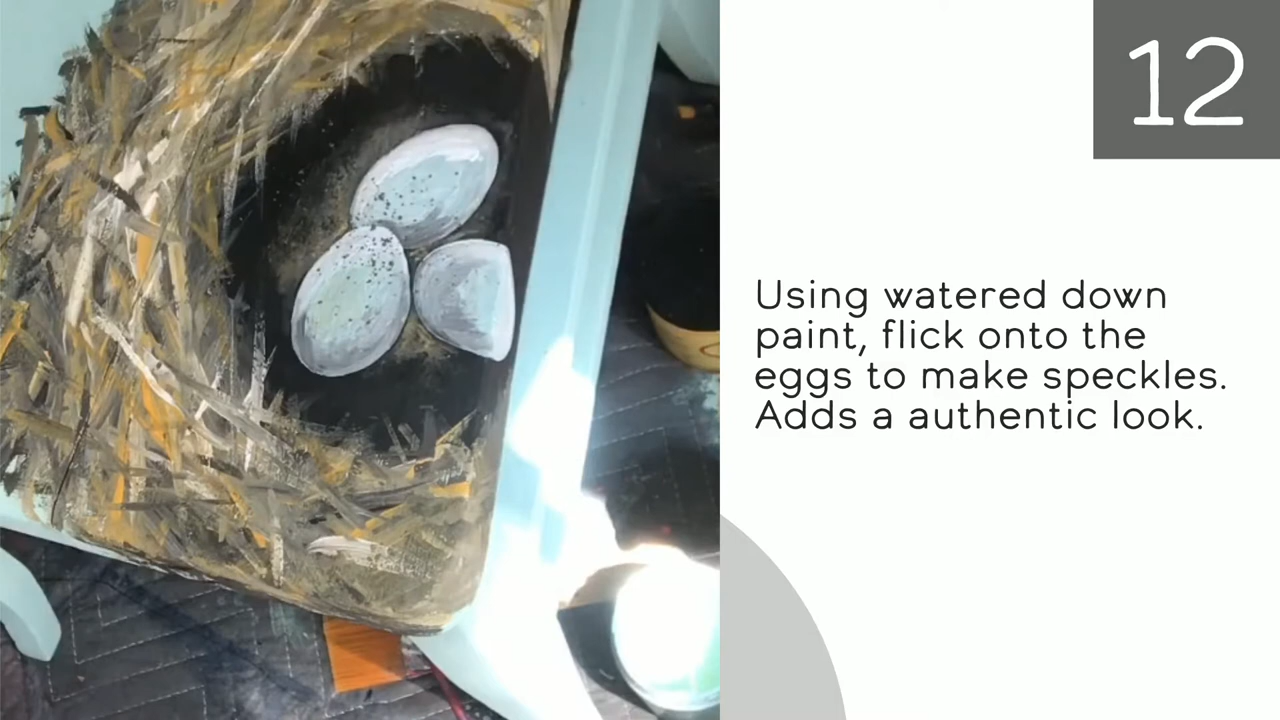 12
Using watered down
paint, flick onto the
eggs to make speckles.
Adds a authentic look.